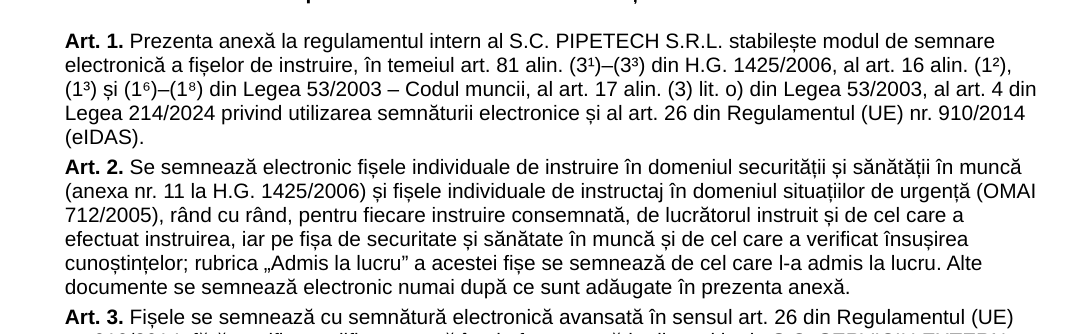 Art. 1. Prezenta anexă la regulamentul intern al S.C. PIPETECH S.R.L. stabilește modul de semnare
electronică a fișelor de instruire, în temeiul art. 81 alin. (3¹)–(3³) din H.G. 1425/2006, al art. 16 alin. (1²),
(1³) și (1⁶)–(1⁸) din Legea 53/2003 – Codul muncii, al art. 17 alin. (3) lit. o) din Legea 53/2003, al art. 4 din
Legea 214/2024 privind utilizarea semnăturii electronice și al art. 26 din Regulamentul (UE) nr. 910/2014
(eIDAS).
Art. 2. Se semnează electronic fișele individuale de instruire în domeniul securității și sănătății în muncă
(anexa nr. 11 la H.G. 1425/2006) și fișele individuale de instructaj în domeniul situațiilor de urgență (OMAI
712/2005), rând cu rând, pentru fiecare instruire consemnată, de lucrătorul instruit și de cel care a
efectuat instruirea, iar pe fișa de securitate și sănătate în muncă și de cel care a verificat însușirea
cunoștințelor; rubrica „Admis la lucru” a acestei fișe se semnează de cel care l-a admis la lucru. Alte
documente se semnează electronic numai după ce sunt adăugate în prezenta anexă.
Art. 3. Fișele se semnează cu semnătură electronică avansată în sensul art. 26 din Regulamentul (UE)